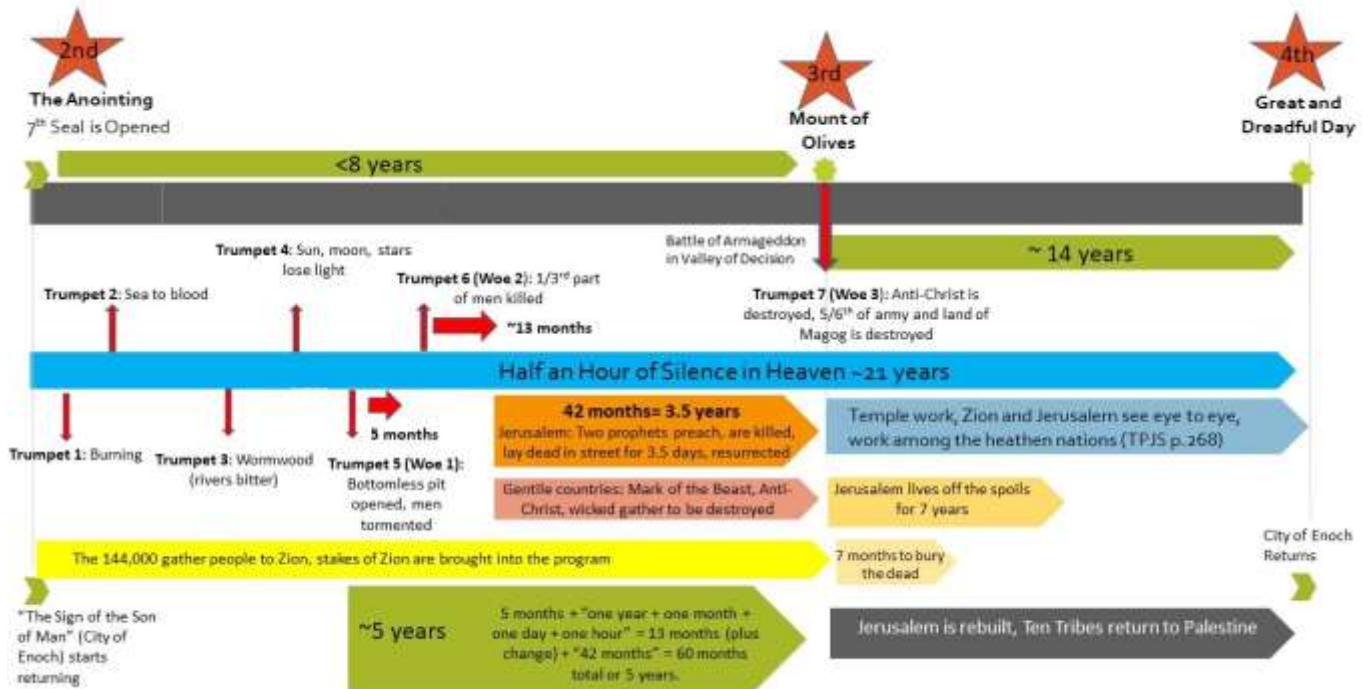 2nd
The Anointing
7th Seal is Opened
3rd
Mount of
Olives
4th
Great and
Dreadful Day
<8 years
Battle of Armageddon
in Valley of Decision
~ 14 years
Trumpet 4: Sun, moon, stars
lose light
Trumpet 2: Sea to blood
Trumpet 6 (Woe 2): 1/3rd part
of men killed
~13 months
Trumpet 7 (Woe 3): Anti-Christ is
destroyed, 5/6th of army and land of
Magog is destroyed
Half an Hour of Silence in Heaven ~21 years
Trumpet 1: Burning
Trumpet 3: Wormwood
(rivers bitter)
5 months
Trumpet 5 (Woe 1):
Bottomless pit
opened, men
tormented
42 months= 3.5 years
Jerusalem: Two prophets preach, are killed,
lay dead in street for 3.5 days, resurrected
Temple work, Zion and Jerusalem see eye to eye,
work among the heathen nations (TPJS p. 268)
Gentile countries: Mark of the Beast, Anti-
Christ, wicked gather to be destroyed
Jerusalem lives off the spoils
for 7 years
The 144,000 gather people to Zion, stakes of Zion are brought into the program
7 months to bury
the dead
City of Enoch
Returns
"The Sign of the Son
of Man" (City of
Enoch) starts
returning
~5 years
5 months + "one year + one month +
one day + one hour" = 13 months (plus
change) + "42 months" = 60 months
total or 5 years.
Jerusalem is rebuilt, Ten Tribes return to Palestine